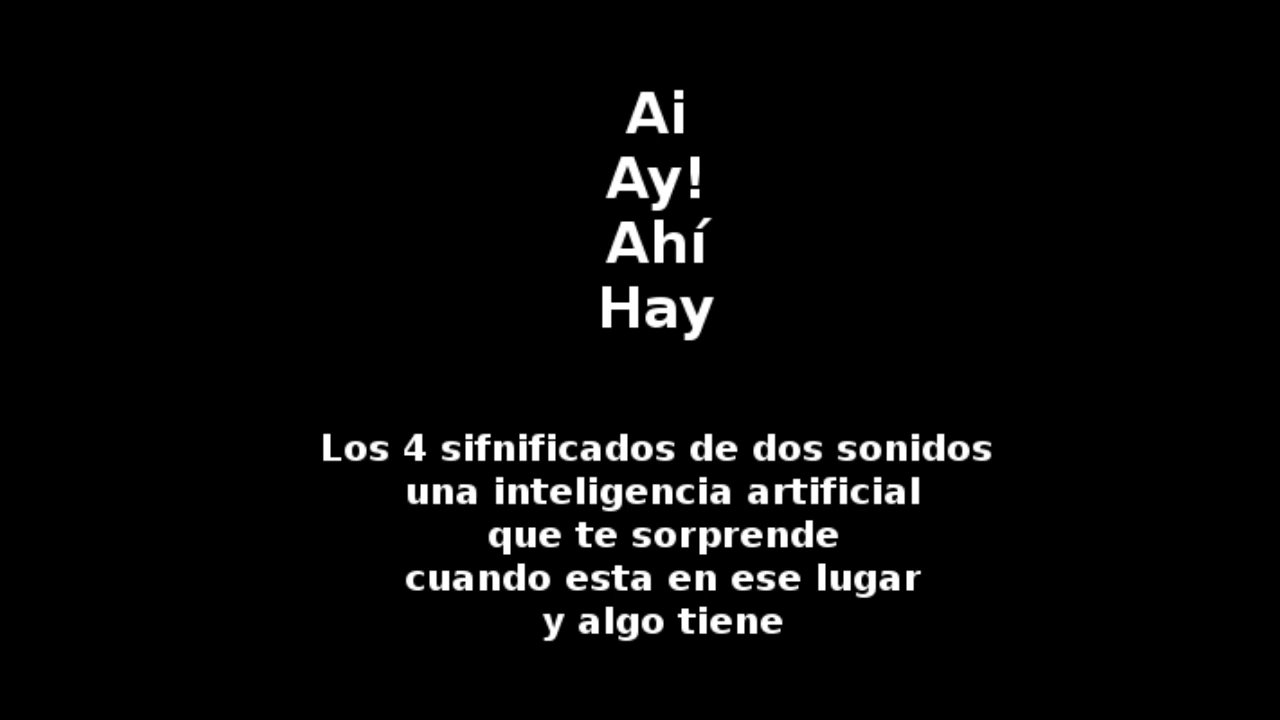 Ai
Ay!
Ahí
Hay
Los 4 sifnificados de dos sonidos
una inteligencia artificial
que te sorprende
cuando esta en ese lugar
y algo tiene